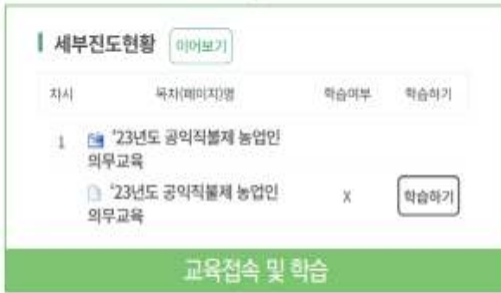 세부진도현황 이어보기
차시 목차(페이지)명 학습여부 학습하기
1 '23년도 공익직불제 농업인
의무교육
'23년도 공익직불제 농업인
의무교육 X 학습하기
교육접속 및 학습